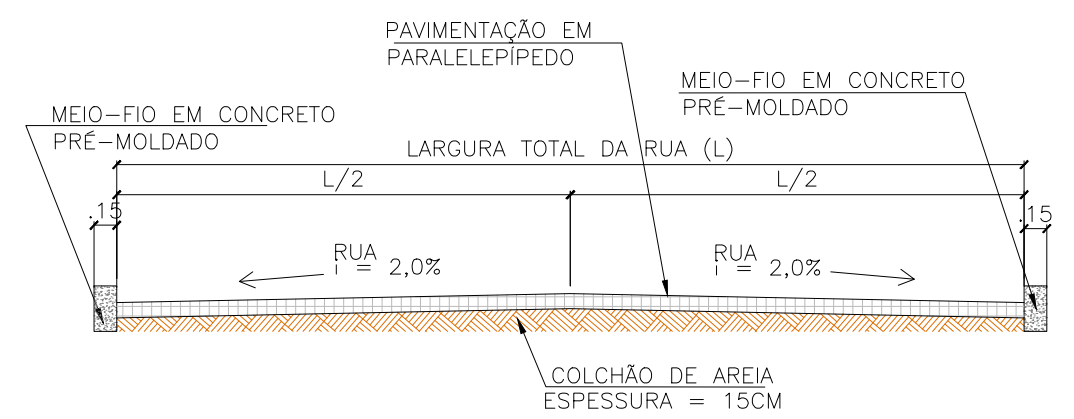 PAVIMENTAÇÃO EM
PARALELEPÍPEDO
MEIO-FIO EM CONCRETO
PRÉ-MOLDADO
MEIO-FIO EM CONCRETO
PRÉ-MOLDADO
LARGURA TOTAL DA RUA (L)
L/2
L/2
.15
.15
RUA
i = 2,0%
RUA
i = 2,0%
COLCHÃO DE AREIA
ESPESSURA = 15CM